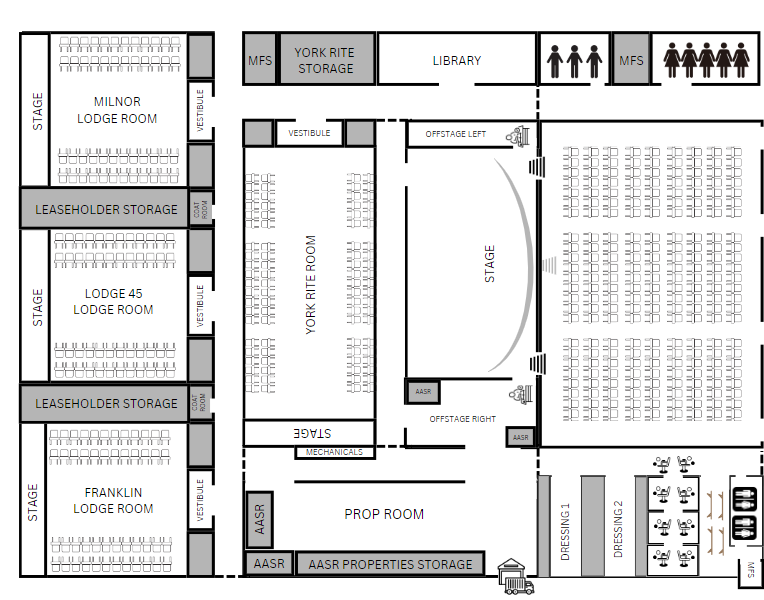 MFS
YORK RITE
STORAGE
LIBRARY
MFS
STAGE
MILNOR
LODGE ROOM
VESTIBULE
VESTIBULE
OFFSTAGE LEFT
LEASEHOLDER STORAGE
COAT
ROOM
STAGE
LODGE 45
LODGE ROOM
VESTIBULE
YORK RITE ROOM
STAGE
LEASEHOLDER STORAGE
COAT
ROOM
AASR
OFFSTAGE RIGHT
AASR
STAGE
MECHANICALS
STAGE
FRANKLIN
LODGE ROOM
VESTIBULE
AASR
PROP ROOM
DRESSING 1
DRESSING 2
AASR
AASR PROPERTIES STORAGE
MFS